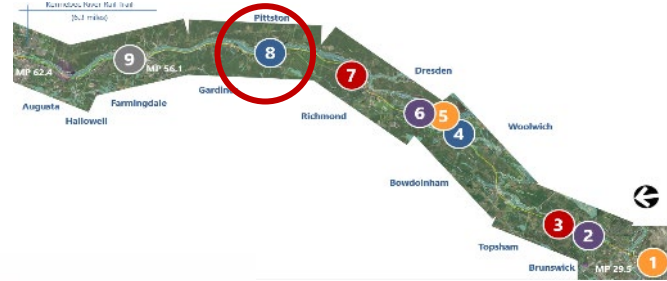 Kennebec River Rail Trail
(6.3 miles)
Pittston
8
9
MP 56.1
MP 62.4
7
Dresden
Augusta
Farmingdale
Gardin
Hallowell
Richmond
6
5
4
Woolwich
Bowdoinham
3
2
Topsham
1
Brunswick
MP 29.5